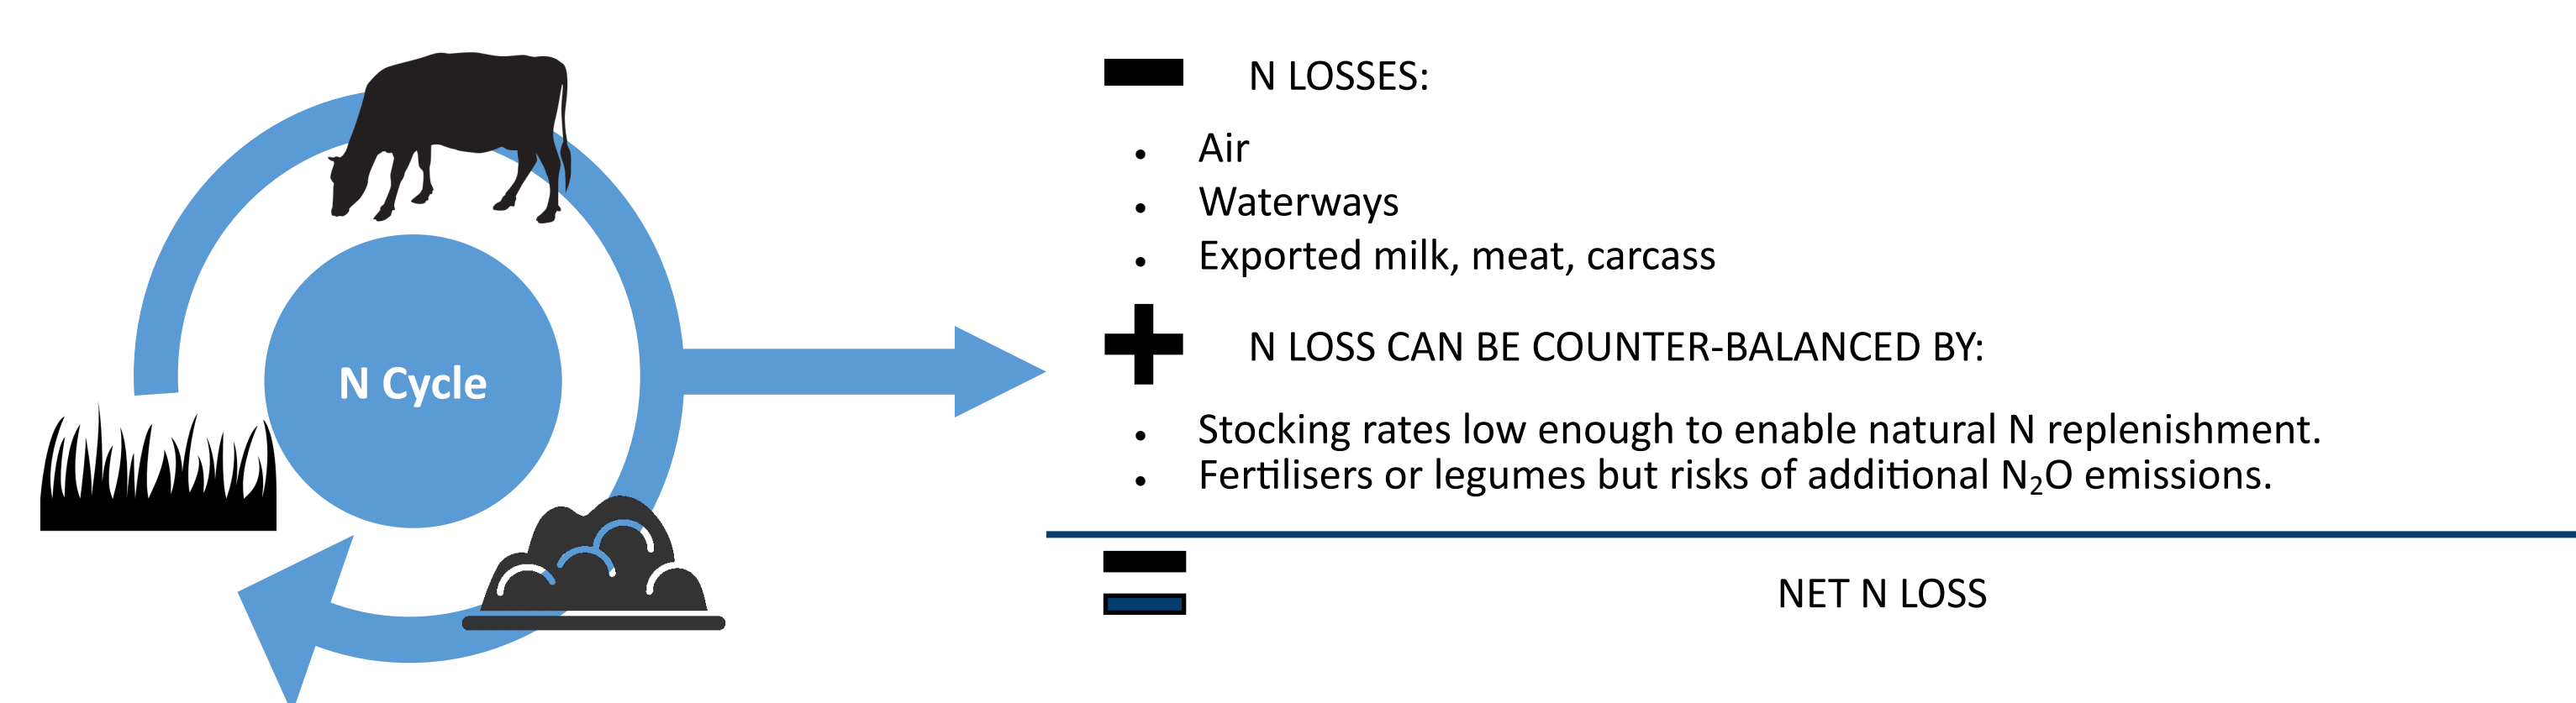 N Cycle
N LOSSES:
• Air
• Waterways
• Exported milk, meat, carcass
N LOSS CAN BE COUNTER-BALANCED BY:
• Stocking rates low enough to enable natural N replenishment.
• Fertilisers or legumes but risks of additional N₂O emissions.
NET N LOSS